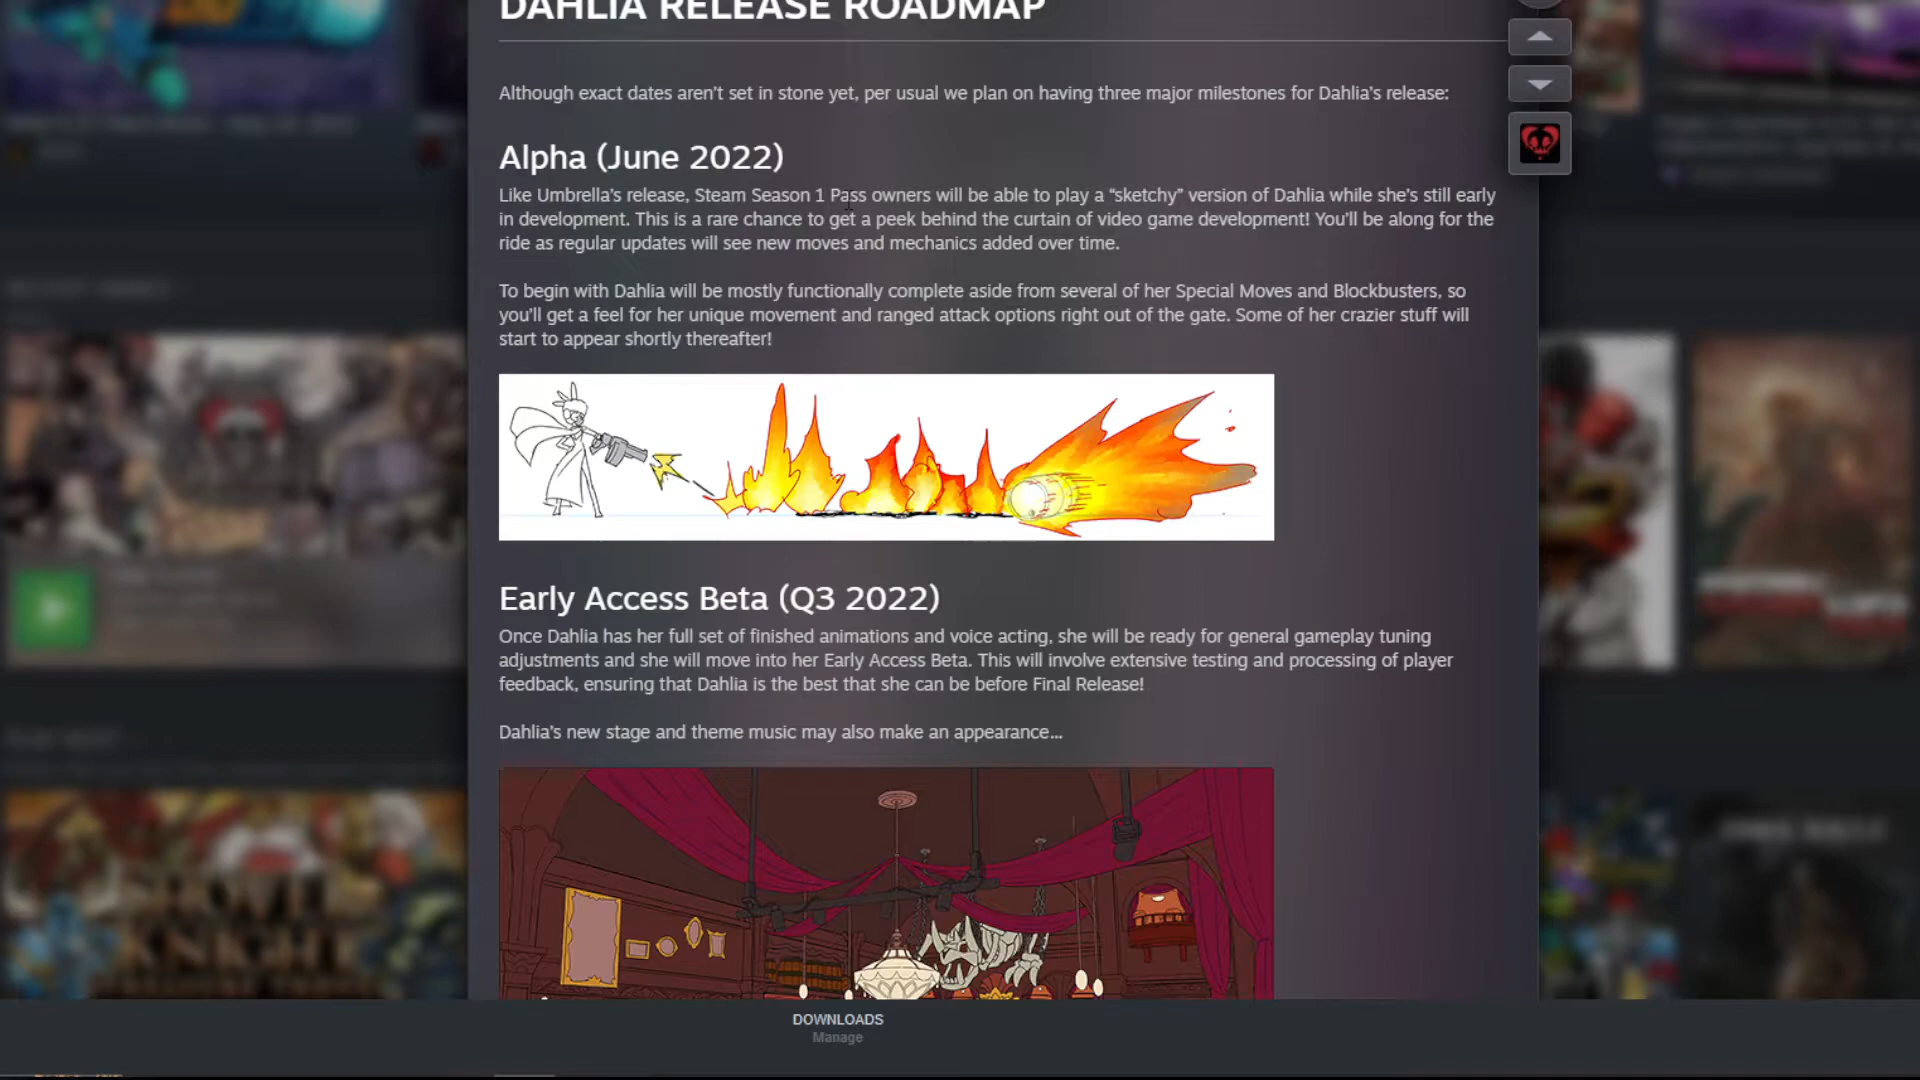 DAHLIA RELEASE ROADMAP
Although exact dates aren't set in stone yet, per usual we plan on having three major milestones for Dahlia's release:
Alpha (June 2022)
Like Umbrella's release, Steam Season 1 Pass owners will be able to play a “sketchy” version of Dahlia while she's still early
in development. This is a rare chance to get a peek behind the curtain of video game development! You'll be along for the
ride as regular updates will see new moves and mechanics added over time.
To begin with Dahlia will be mostly functionally complete aside from several of her Special Moves and Blockbusters, so
you'll get a feel for her unique movement and ranged attack options right out of the gate. Some of her crazier stuff will
start to appear shortly thereafter!
Early Access Beta (Q3 2022)
Once Dahlia has her full set of finished animations and voice acting, she will be ready for general gameplay tuning
adjustments and she will move into her Early Access Beta. This will involve extensive testing and processing of player
feedback, ensuring that Dahlia is the best that she can be before Final Release!
Dahlia's new stage and theme music may also make an appearance...
SHOVEL
KNIGHT
DOWNLOADS
Manage